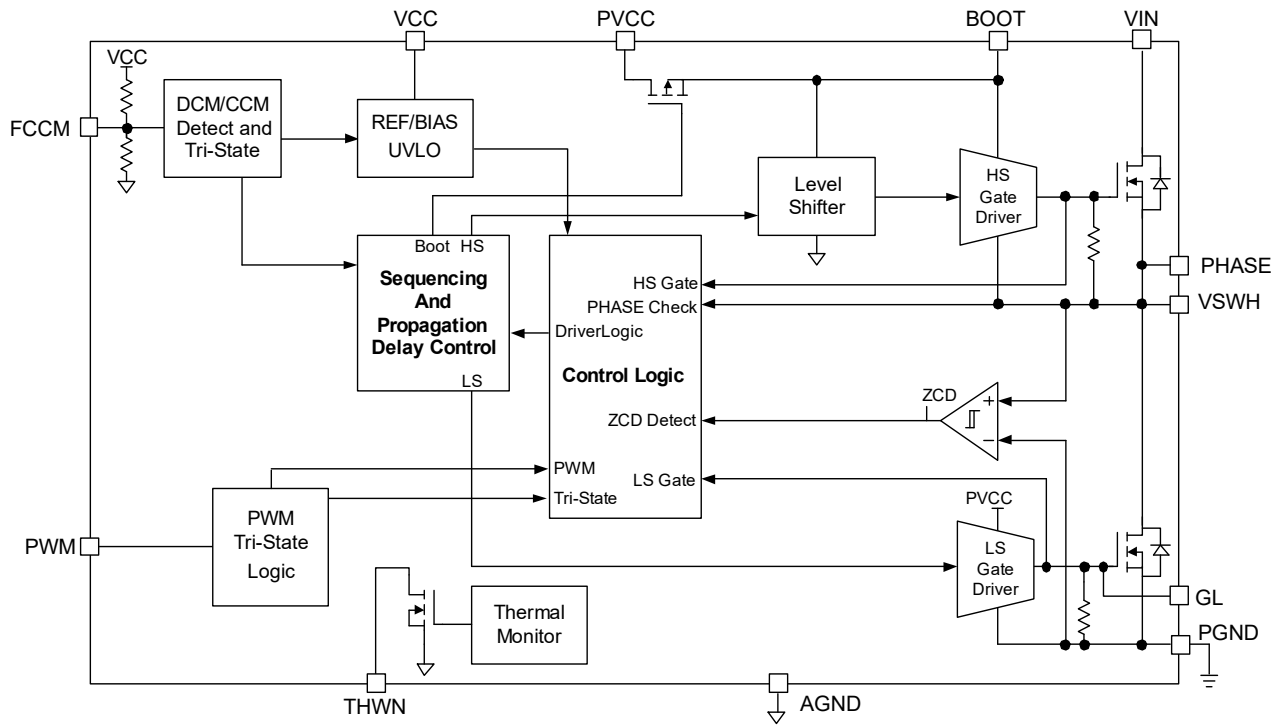 VCC
PVCC
BOOT
VIN
VCC
FCCM
DCM/CCM
Detect and
Tri-State
REF/BIAS
UVLO
Level
Shifter
HS
Gate
Driver
Boot HS
Sequencing
And
Propagation
Delay Control
LS
HS Gate
PHASE Check
DriverLogic
Control Logic
ZCD Detect
PWM
LS Gate
Tri-State
PHASE
VSWH
ZCD
+
−
PWM
PWM
Tri-State
Logic
PVCC
LS
Gate
Driver
GL
PGND
Thermal
Monitor
THWN
AGND